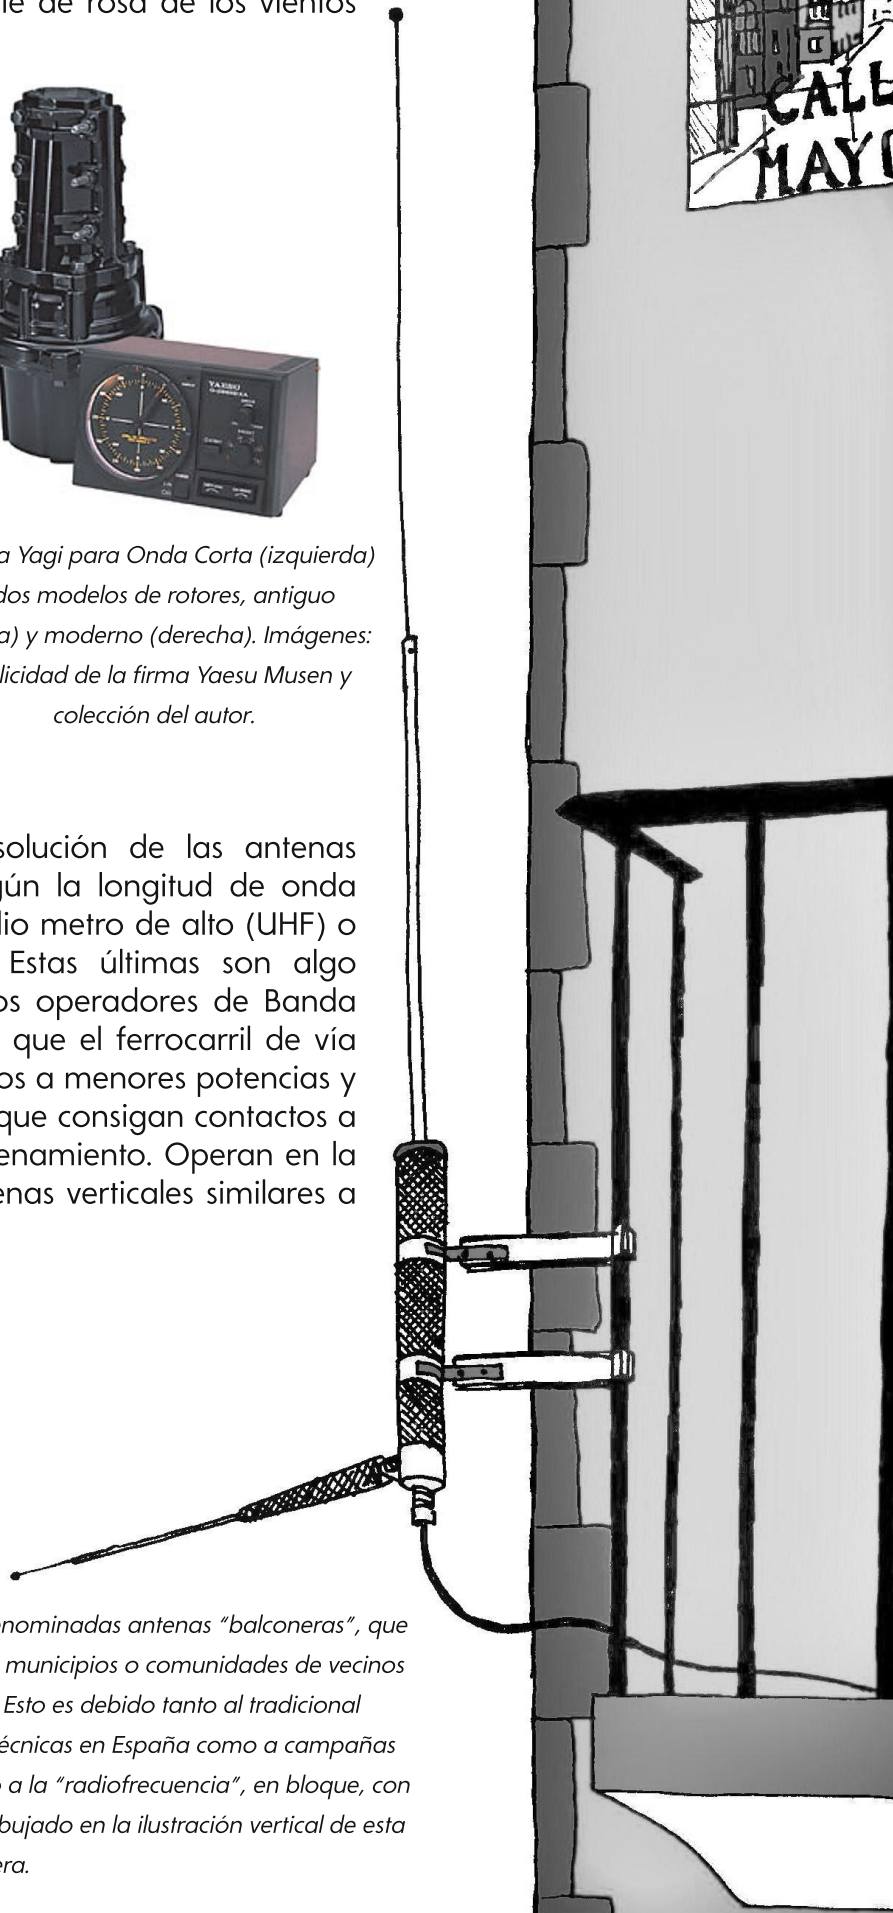 de rosa de los vientos
CALL
MAYO
YAESU
a Yagi para Onda Corta (izquierda)
dos modelos de rotores, antiguo
a) y moderno (derecha). Imágenes:
licidad de la firma Yaesu Musen y
colección del autor.
solución de las antenas
gún la longitud de onda
dio metro de alto (UHF) o
Estas últimas son algo
os operadores de Banda
que el ferrocarril de vía
os a menores potencias y
que consigan contactos a
enamiento. Operan en la
enas verticales similares a
enominadas antenas “balconeras”, que
municipios o comunidades de vecinos
Esto es debido tanto al tradicional
técnicas en España como a campañas
o a la “radiofrecuencia”, en bloque, con
bujado en la ilustración vertical de esta
era.